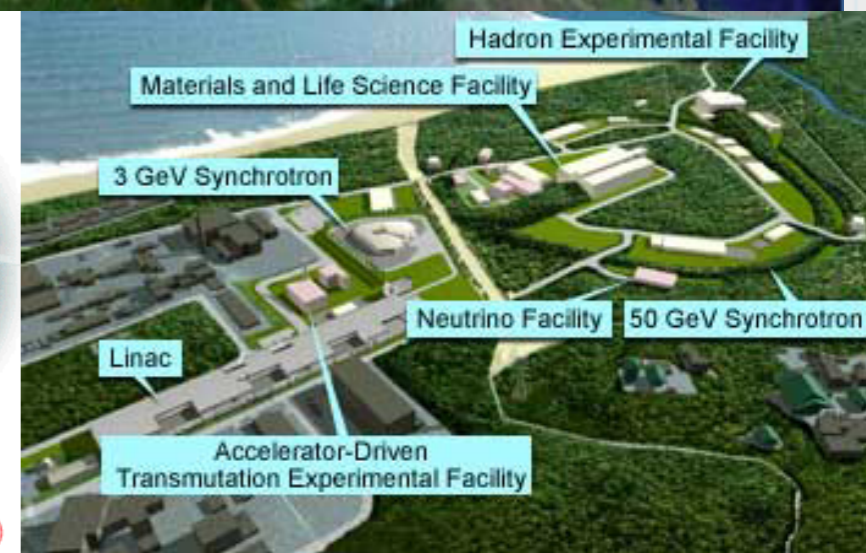 Hadron Experimental Facility
Materials and Life Science Facility
3 GeV Synchrotron
Neutrino Facility
50 GeV Synchrotron
Linac
Accelerator-Driven
Transmutation Experimental Facility